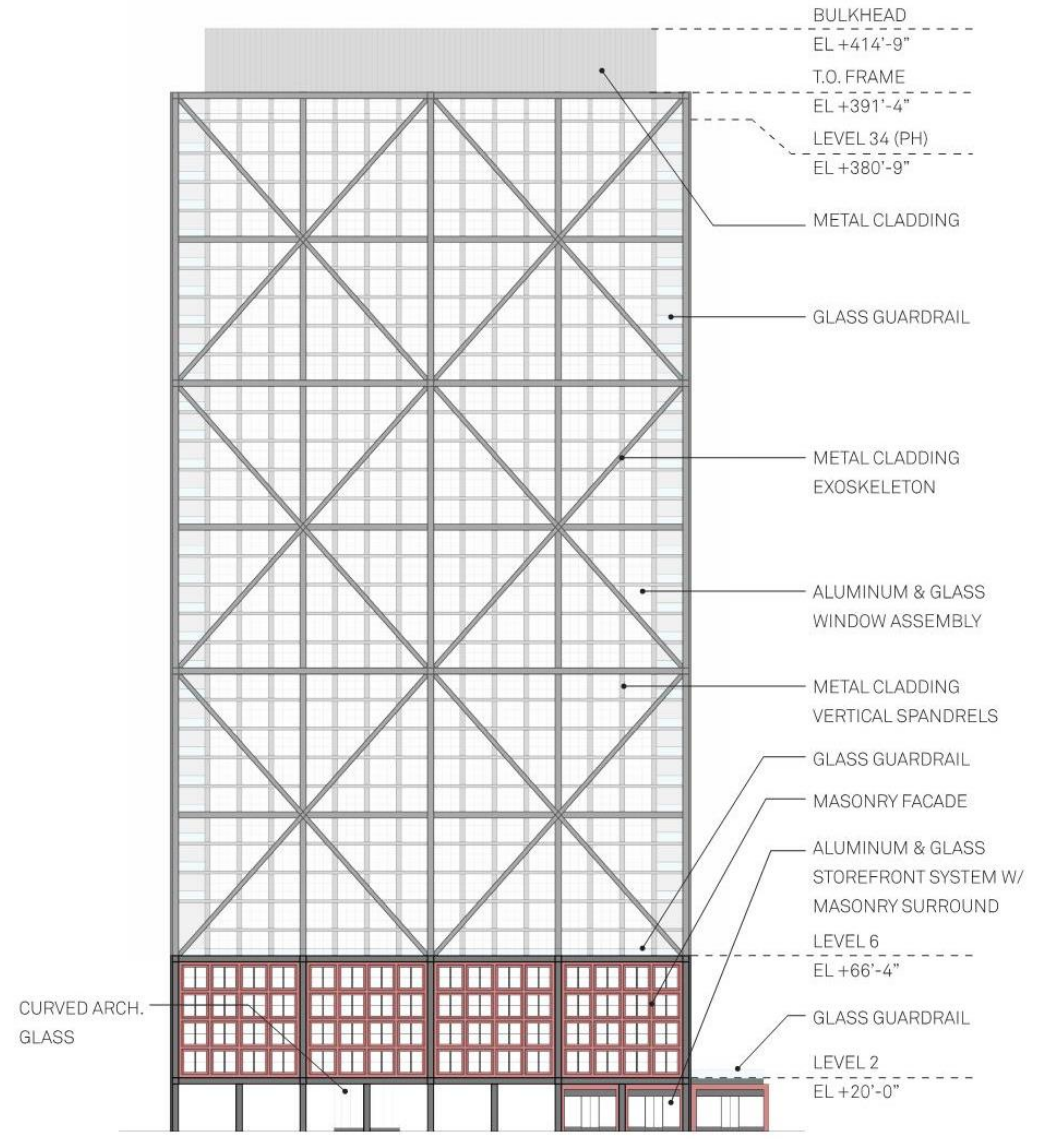 BULKHEAD
EL +414’-9”
T.O. FRAME
EL +391’-4”
LEVEL 34 (PH)
EL +380’-9”
METAL CLADDING
GLASS GUARDRAIL
METAL CLADDING
EXOSKELETON
ALUMINUM & GLASS
WINDOW ASSEMBLY
METAL CLADDING
VERTICAL SPANDRELS
GLASS GUARDRAIL
MASONRY FACADE
ALUMINUM & GLASS
STOREFRONT SYSTEM W/
MASONRY SURROUND
LEVEL 6
EL +66’-4”
CURVED ARCH.
GLASS
GLASS GUARDRAIL
LEVEL 2
EL +20’-0”